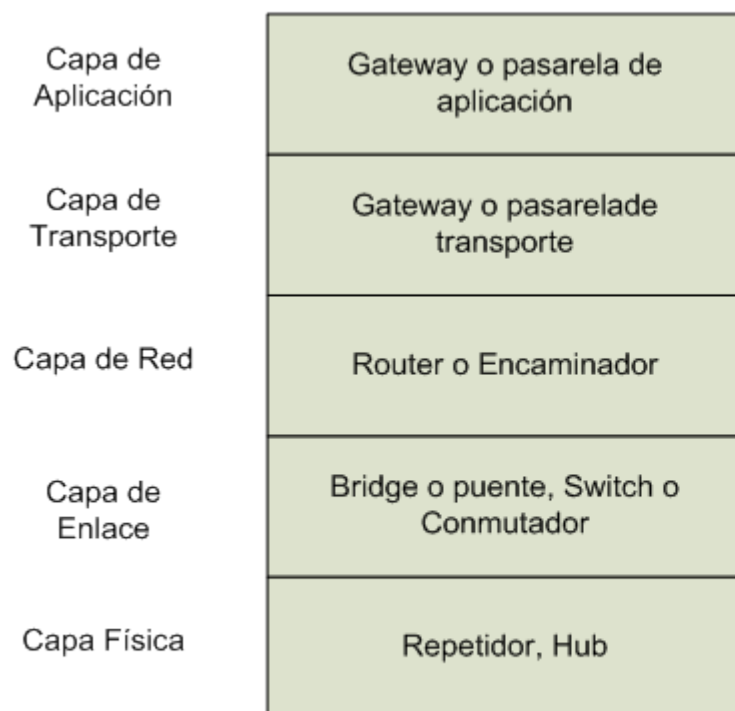 Capa de
Aplicación
Gateway o pasarela de
aplicación
Capa de
Transporte
Gateway o pasarelade
transporte
Capa de Red
Router o Encaminador
Capa de
Enlace
Bridge o puente, Switch o
Conmutador
Capa Física
Repetidor, Hub